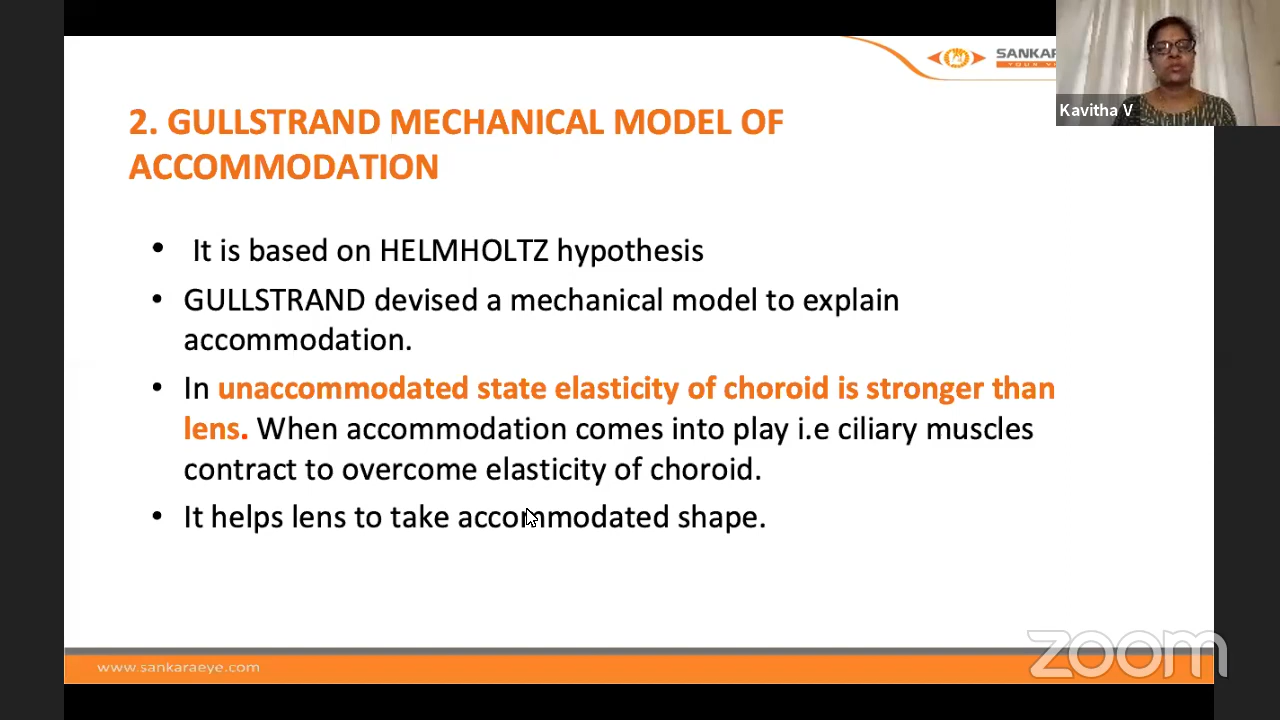 SANKARA
Kavitha V
2. GULLSTRAND MECHANICAL MODEL OF
ACCOMMODATION
• It is based on HELMHOLTZ hypothesis
• GULLSTRAND devised a mechanical model to explain
accommodation.
• In unaccommodated state elasticity of choroid is stronger than
lens. When accommodation comes into play i.e ciliary muscles
contract to overcome elasticity of choroid.
• It helps lens to take accommodated shape.
zoom
www.sankaraeye.com